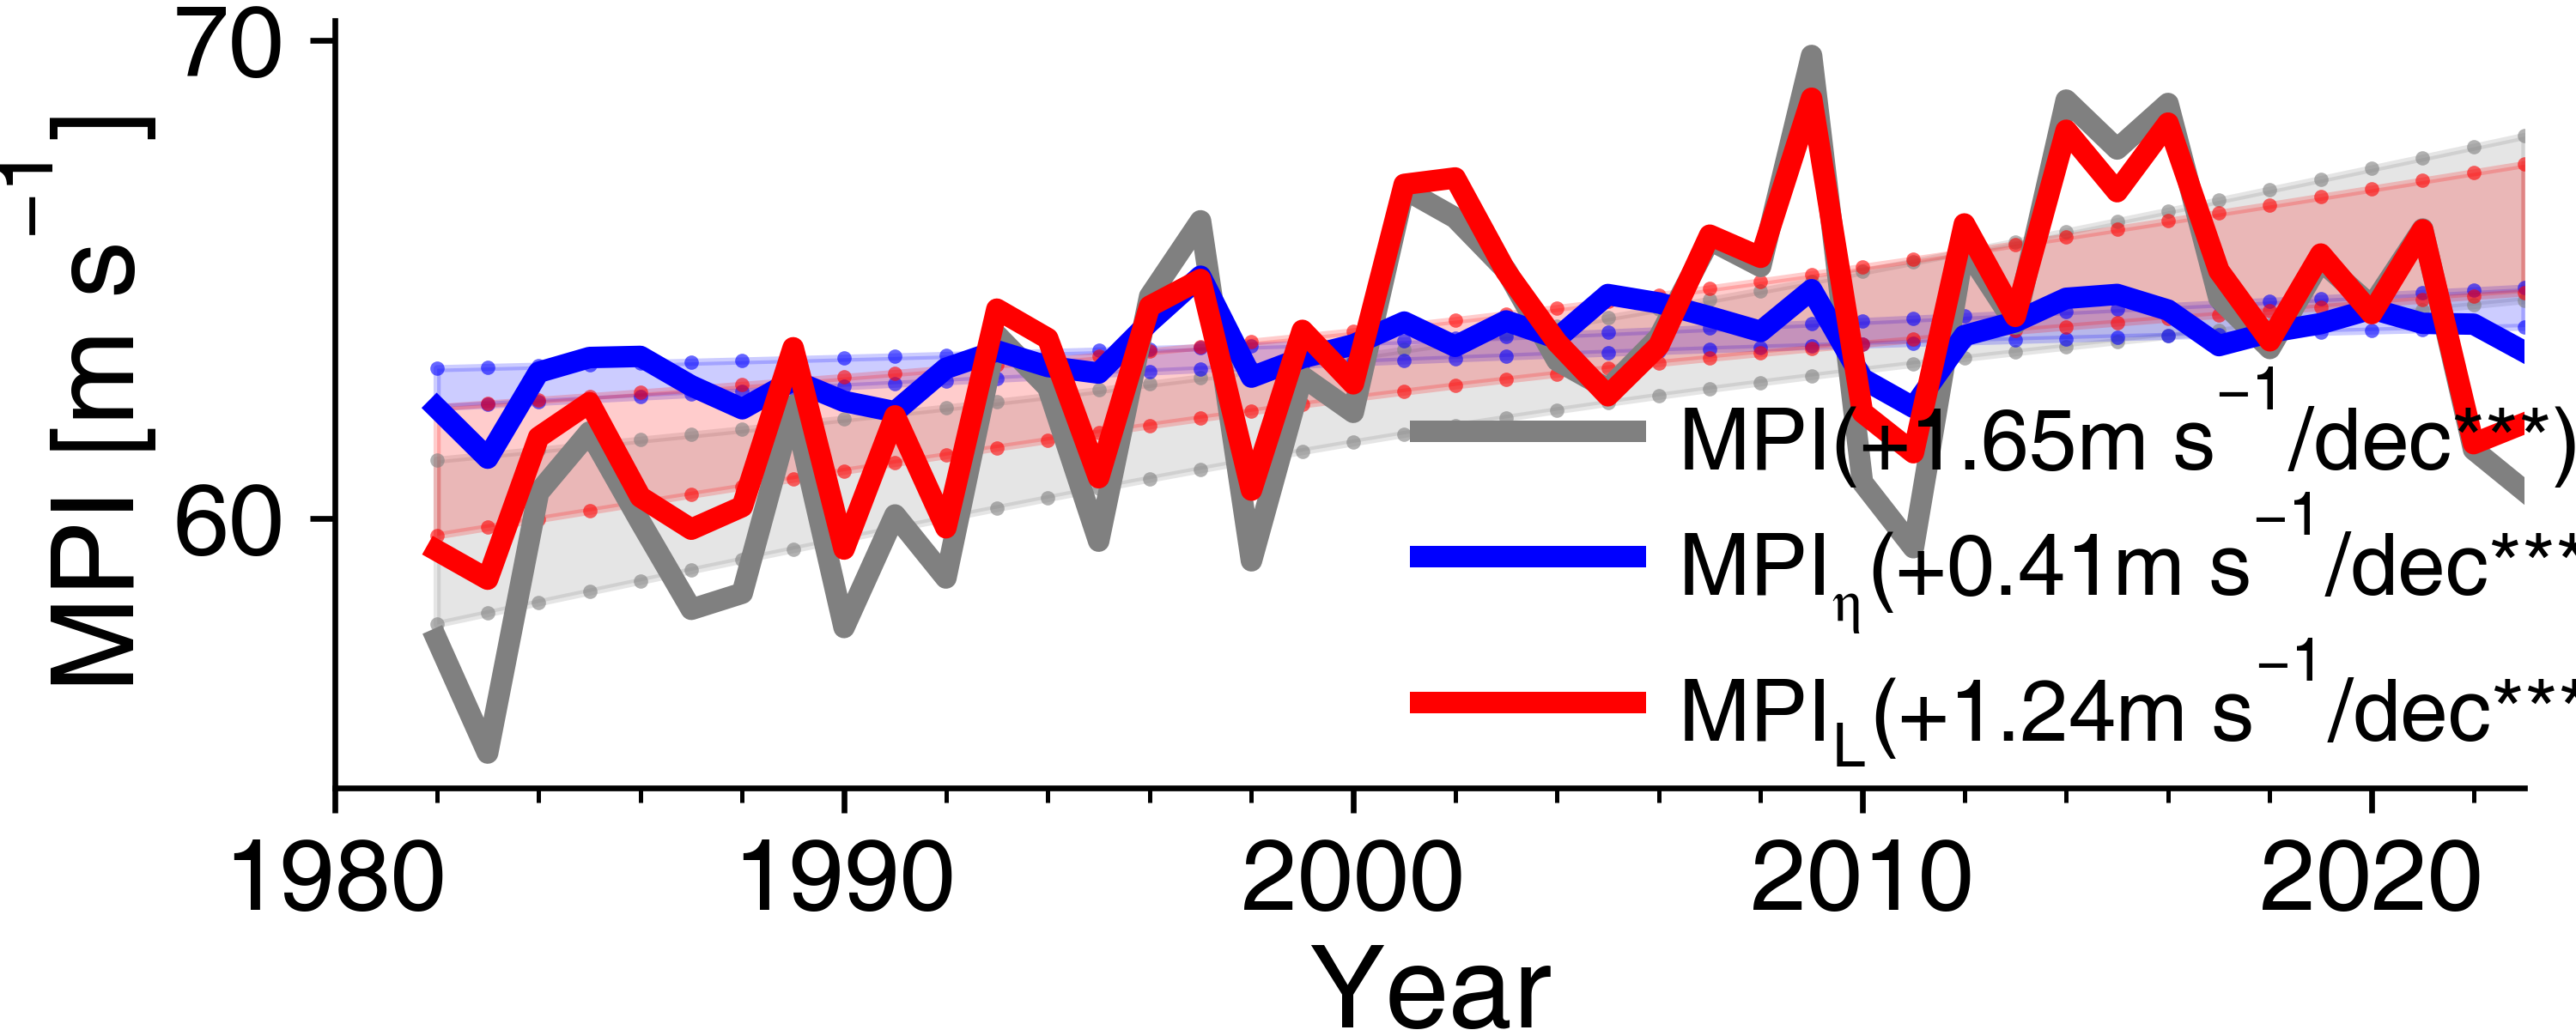 70
60
MPI [m s⁻¹]
MPI(+1.65m s⁻¹/dec***)
MPIη(+0.41m s⁻¹/dec***
MPI_L(+1.24m s⁻¹/dec***
1980 1990 2000 2010 2020
Year